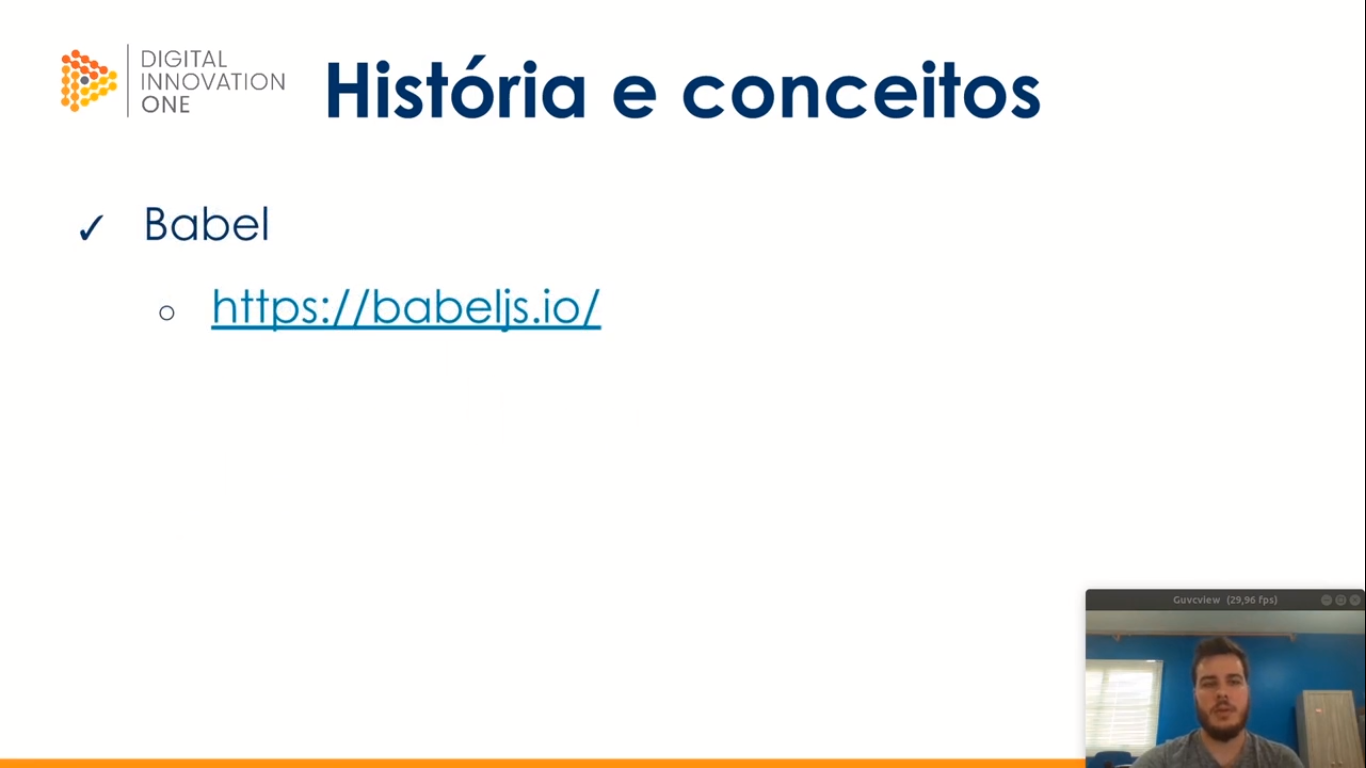 DIGITAL
INNOVATION
ONE
História e conceitos
✓ Babel
○ https://babeljs.io/
Guvcview (29,96 fps)